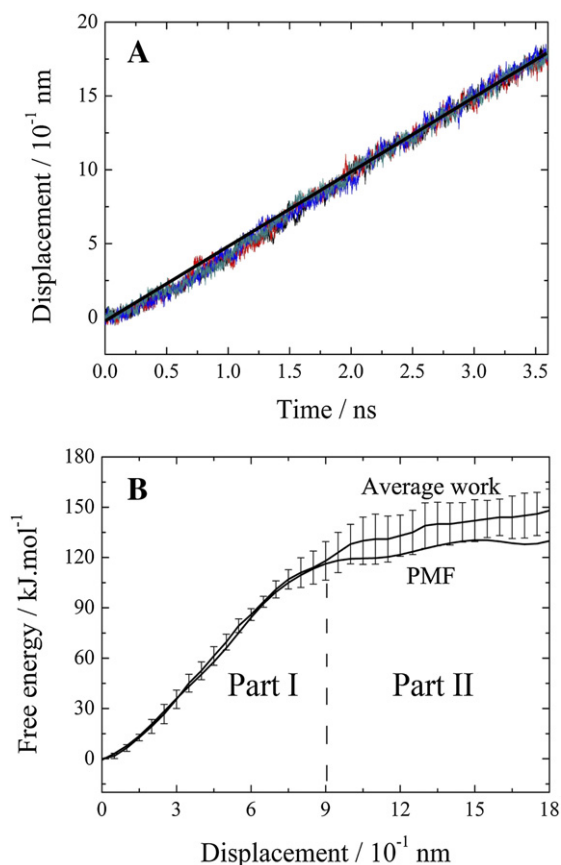 A
Displacement / 10⁻¹ nm
20
15
10
5
0
0.0 0.5 1.0 1.5 2.0 2.5 3.0 3.5
Time / ns
B
Free energy / kJ.mol⁻¹
180
150
120
90
60
30
0
Average work
PMF
Part I Part II
0 3 6 9 12 15 18
Displacement / 10⁻¹ nm